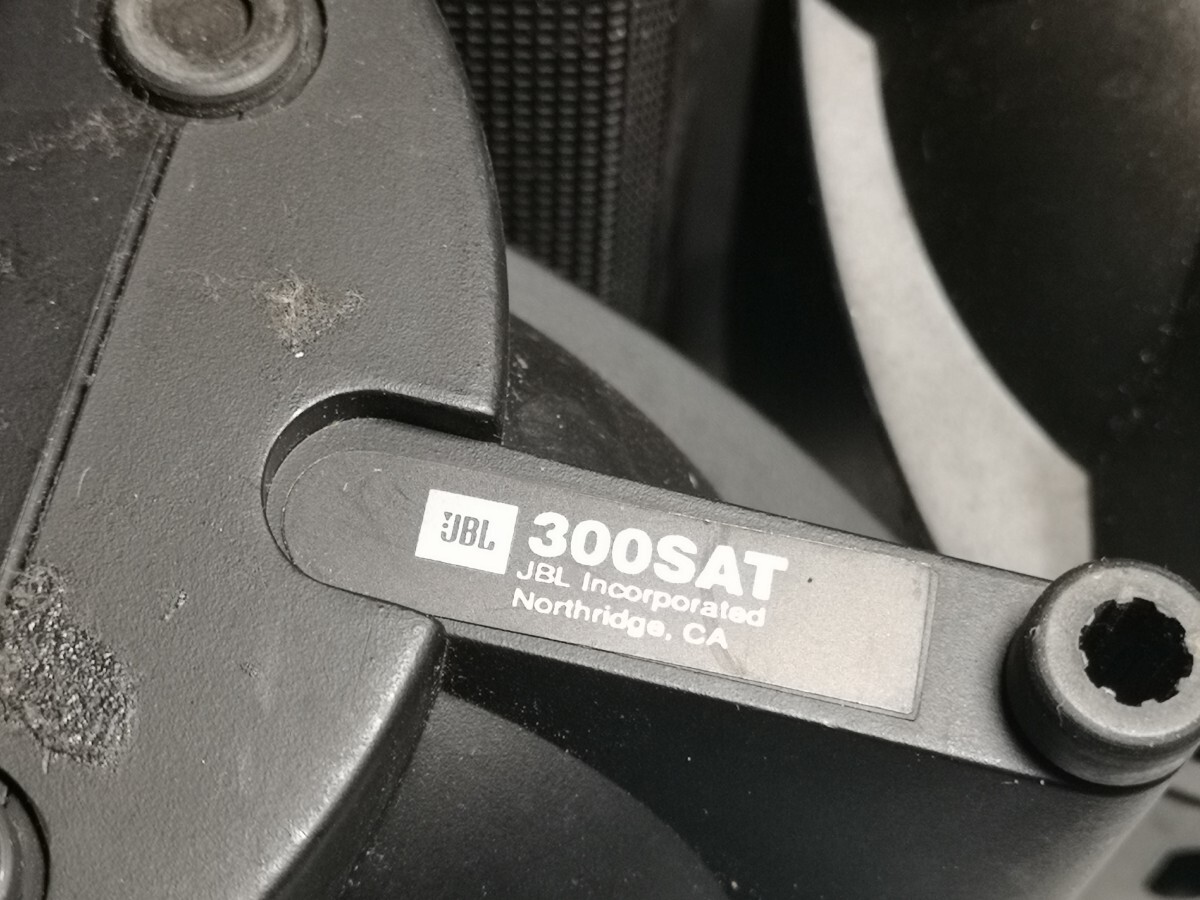 JBL 300SAT
JBL Incorporated
Northridge, CA